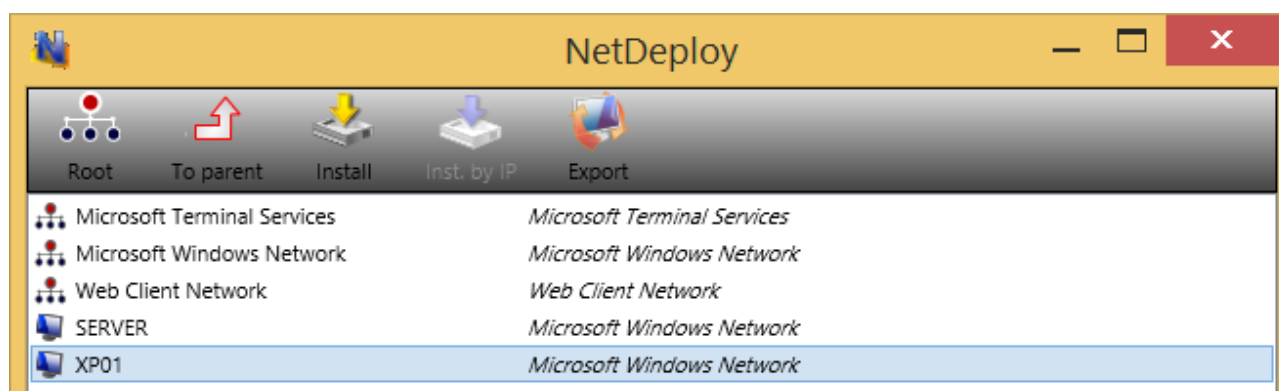 NetDeploy
Root To parent Install Inst. by IP Export
Microsoft Terminal Services Microsoft Terminal Services
Microsoft Windows Network Microsoft Windows Network
Web Client Network Web Client Network
SERVER Microsoft Windows Network
XP01 Microsoft Windows Network